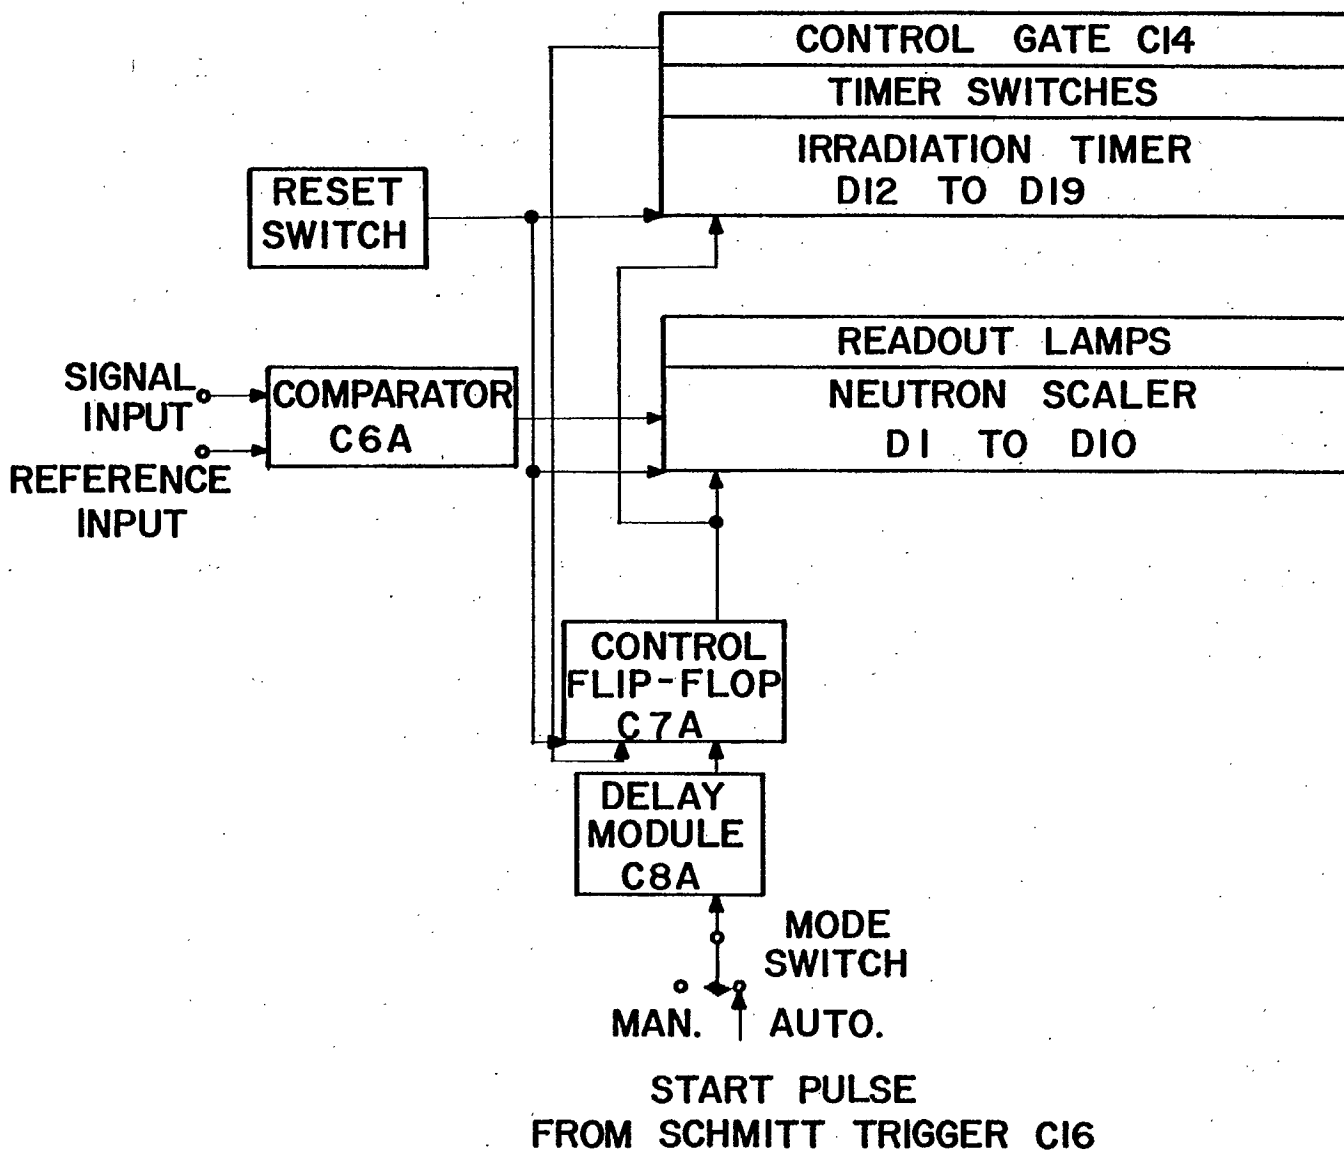 CONTROL GATE C14
TIMER SWITCHES
IRRADIATION TIMER
D12 TO D19
RESET
SWITCH
READOUT LAMPS
NEUTRON SCALER
D1 TO D10
SIGNAL
INPUT
COMPARATOR
C6A
REFERENCE
INPUT
CONTROL
FLIP-FLOP
C7A
DELAY
MODULE
C8A
MODE
SWITCH
MAN.
AUTO.
START PULSE
FROM SCHMITT TRIGGER C16